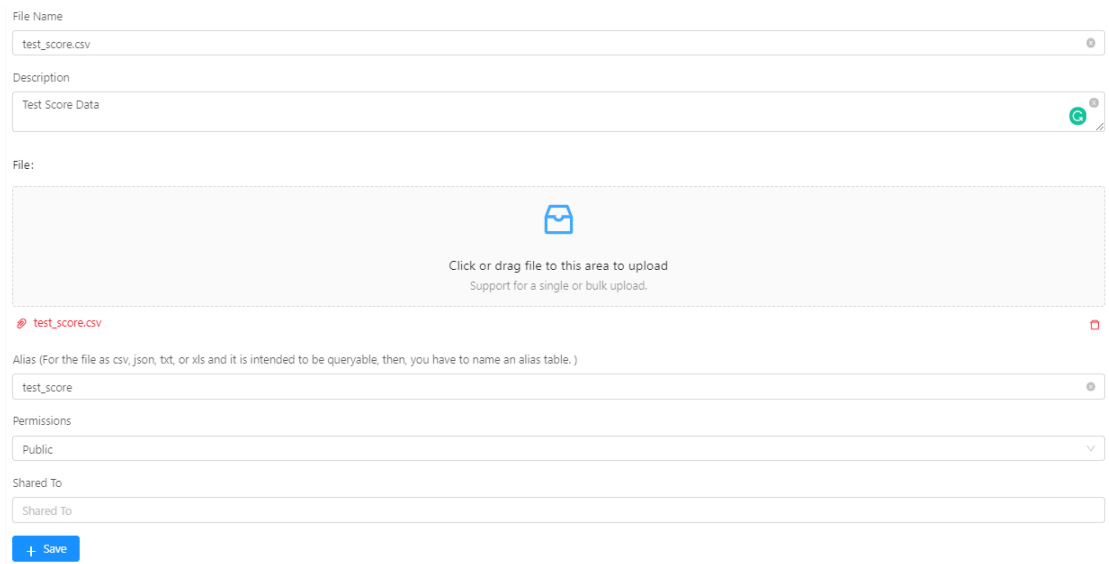 File Name
test_score.csv
Description
Test Score Data
File:
Click or drag file to this area to upload
Support for a single or bulk upload.
test_score.csv
Alias (For the file as csv, json, txt, or xls and it is intended to be queryable, then, you have to name an alias table. )
test_score
Permissions
Public
Shared To
Shared To
+ Save